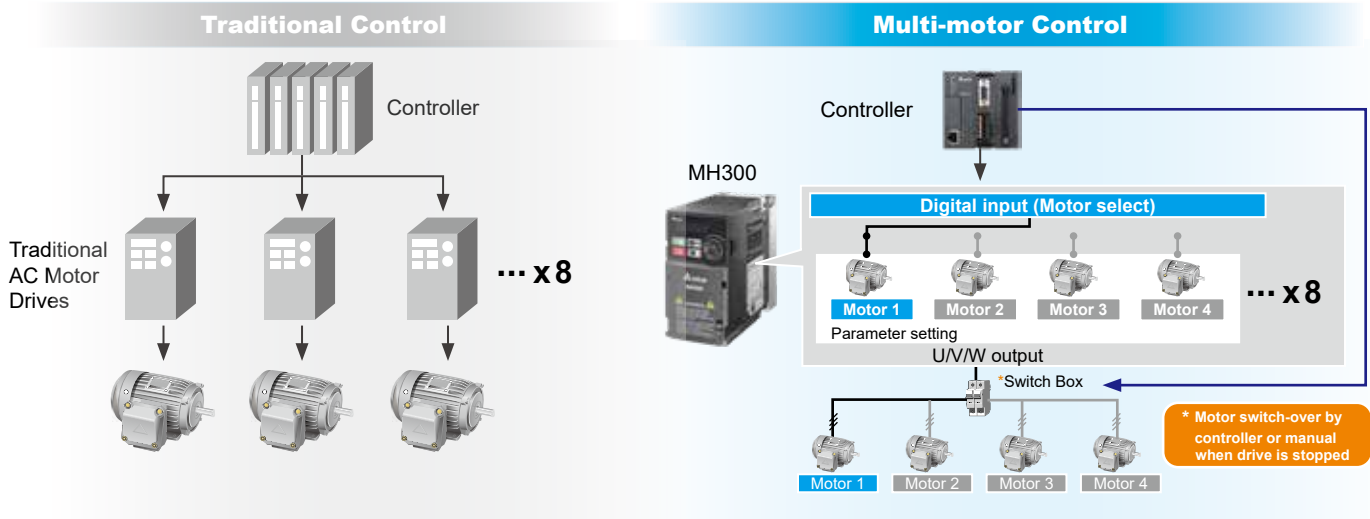 Traditional Control
Controller
Traditional
AC Motor
Drives
... x 8
Multi-motor Control
Controller
MH300
Digital input (Motor select)
Motor 1
Motor 2
Motor 3
Motor 4
... x 8
Parameter setting
U/V/W output
*Switch Box
* Motor switch-over by
controller or manual
when drive is stopped
Motor 1
Motor 2
Motor 3
Motor 4